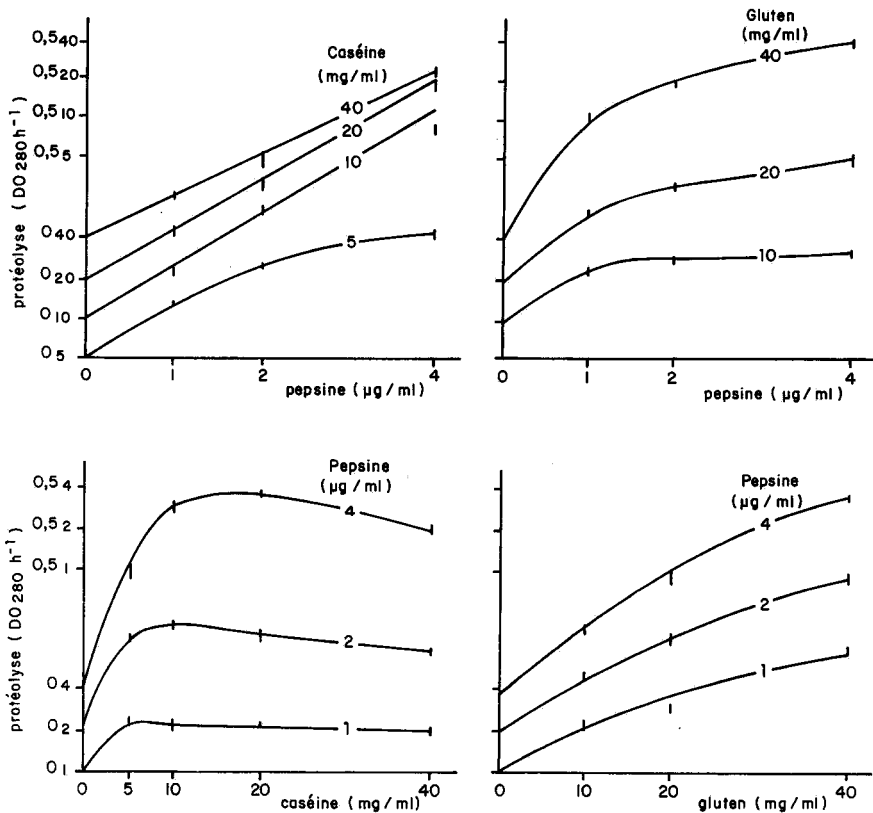 protéolyse ( DO 280 h⁻¹ )
0,5 40
0,5 20
0,5 10
0,5 5
0 40
0 20
0 10
0 5
Caséine
(mg/ml)
40
20
10
5
0 1 2 4
pepsine ( µg / ml )
Gluten
(mg/ml)
40
20
10
0 1 2 4
pepsine ( µg / ml )
protéolyse ( DO 280 h⁻¹ )
0,5 4
0,5 2
0,5 1
0 4
0 2
0 1
Pepsine
( µg / ml )
4
2
1
0 5 10 20 40
caséine ( mg / ml )
Pepsine
(µg / ml)
4
2
1
0 10 20 40
gluten ( mg / ml )